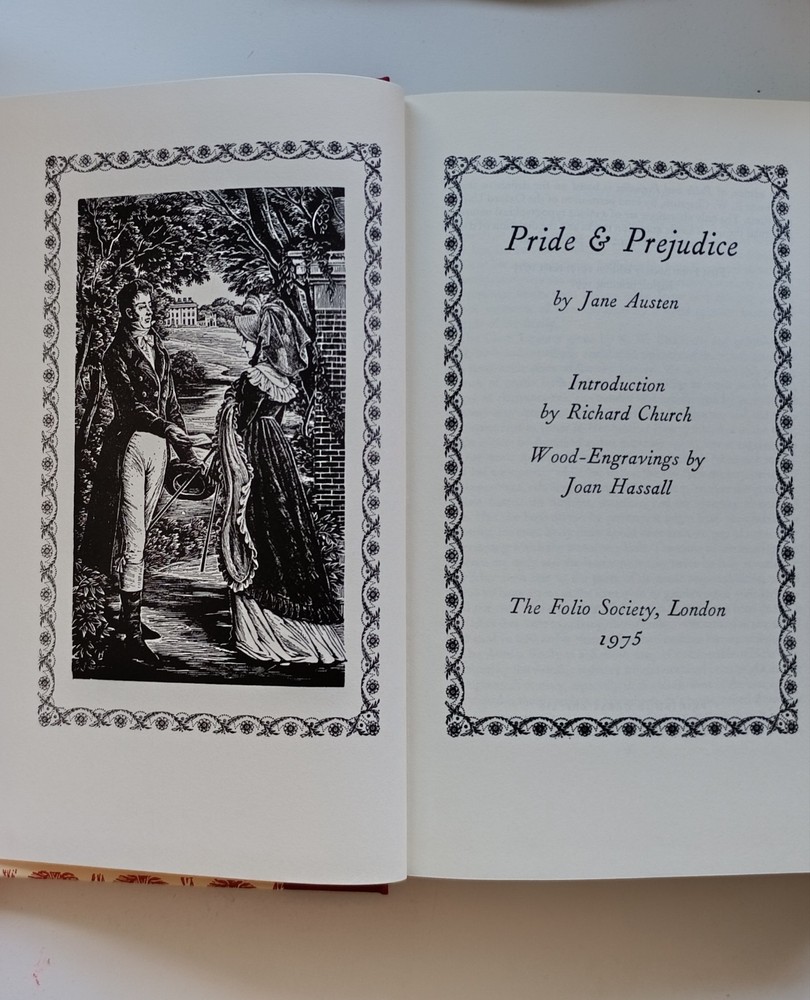 Pride & Prejudice
by Jane Austen
Introduction
by Richard Church
Wood-Engravings by
Joan Hassall
The Folio Society, London
1975